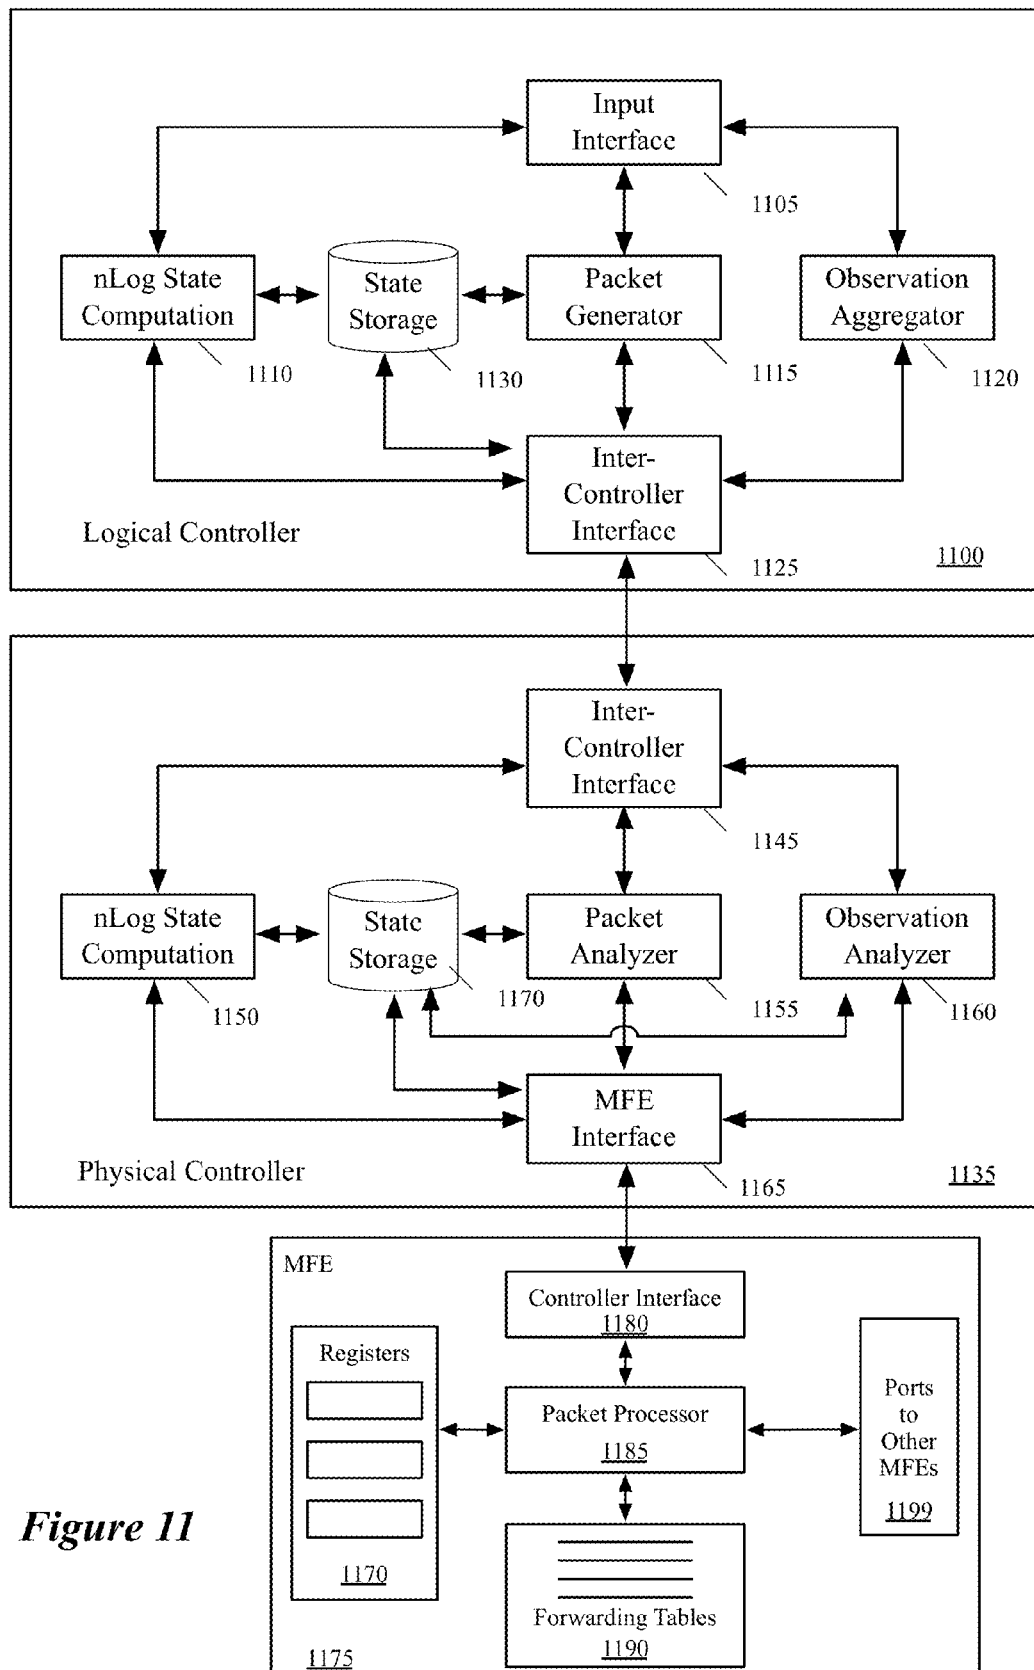 Input
Interface
1105
nLog State
Computation
1110
State
Storage
1130
Packet
Generator
1115
Observation
Aggregator
1120
Inter-
Controller
Interface
1125
Logical Controller
1100
Inter-
Controller
Interface
1145
nLog State
Computation
1150
State
Storage
1170
Packet
Analyzer
1155
Observation
Analyzer
1160
MFE
Interface
1165
Physical Controller
1135
MFE
Controller Interface
1180
Registers
1170
Packet Processor
1185
Ports
to
Other
MFEs
1199
Forwarding Tables
1190
1175
Figure 11